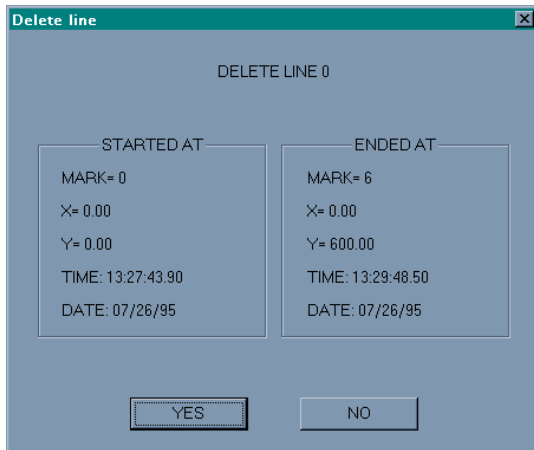 Delete line
DELETE LINE 0
STARTED AT
MARK= 0
X= 0.00
Y= 0.00
TIME: 13:27:43.90
DATE: 07/26/95
ENDED AT
MARK= 6
X= 0.00
Y= 600.00
TIME: 13:29:48.50
DATE: 07/26/95
YES
NO